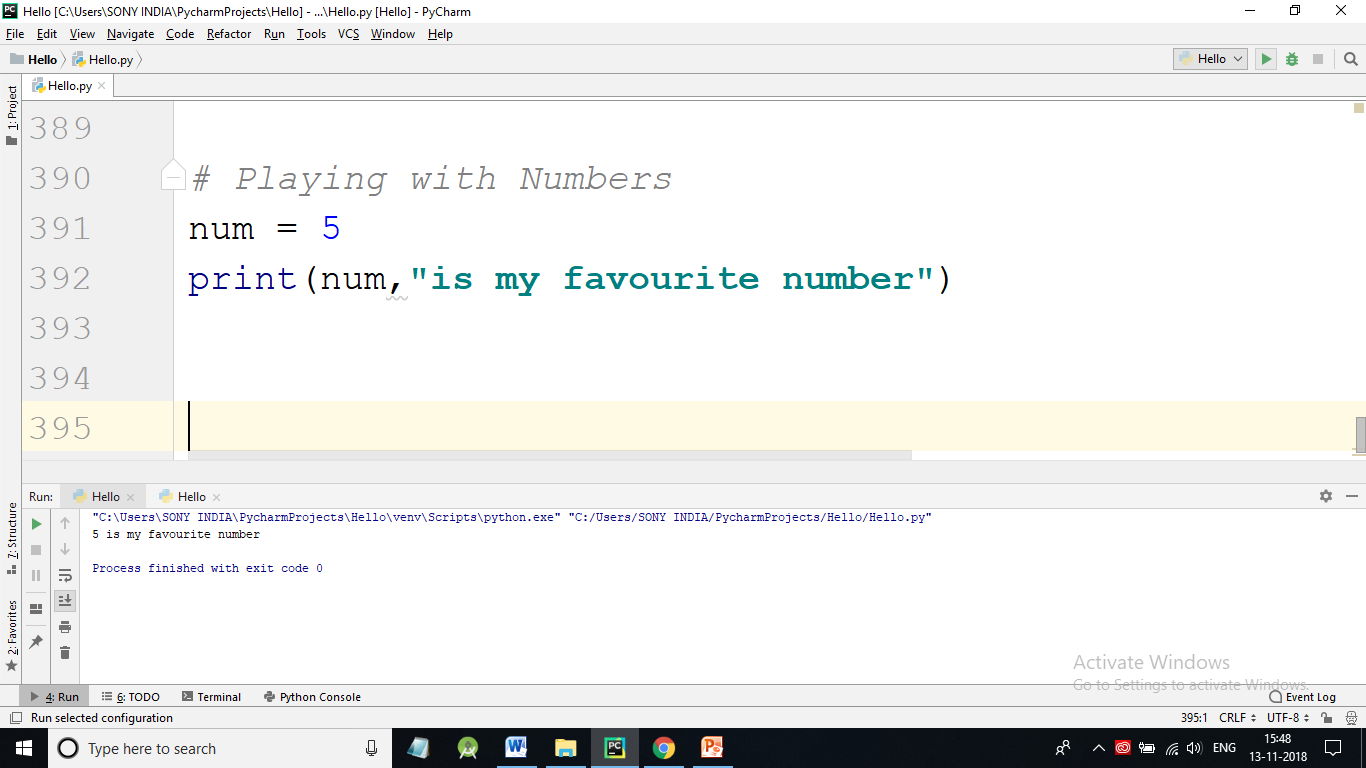 Hello [C:\Users\SONY INDIA\PycharmProjects\Hello] - ...\Hello.py [Hello] - PyCharm
File Edit View Navigate Code Refactor Run Tools VCS Window Help
Hello Hello.py Hello
1: Project
Hello.py
389
390 # Playing with Numbers
391 num = 5
392 print(num,"is my favourite number")
393
394
395
Run: Hello Hello
"C:\Users\SONY INDIA\PycharmProjects\Hello\venv\Scripts\python.exe" "C:/Users/SONY INDIA/PycharmProjects/Hello/Hello.py"
5 is my favourite number
Process finished with exit code 0
7: Structure
2: Favorites
Activate Windows
Go to Settings to activate Windows.
4: Run 6: TODO Terminal Python Console Event Log
Run selected configuration 395:1 CRLF UTF-8
Type here to search ENG 15:48
13-11-2018